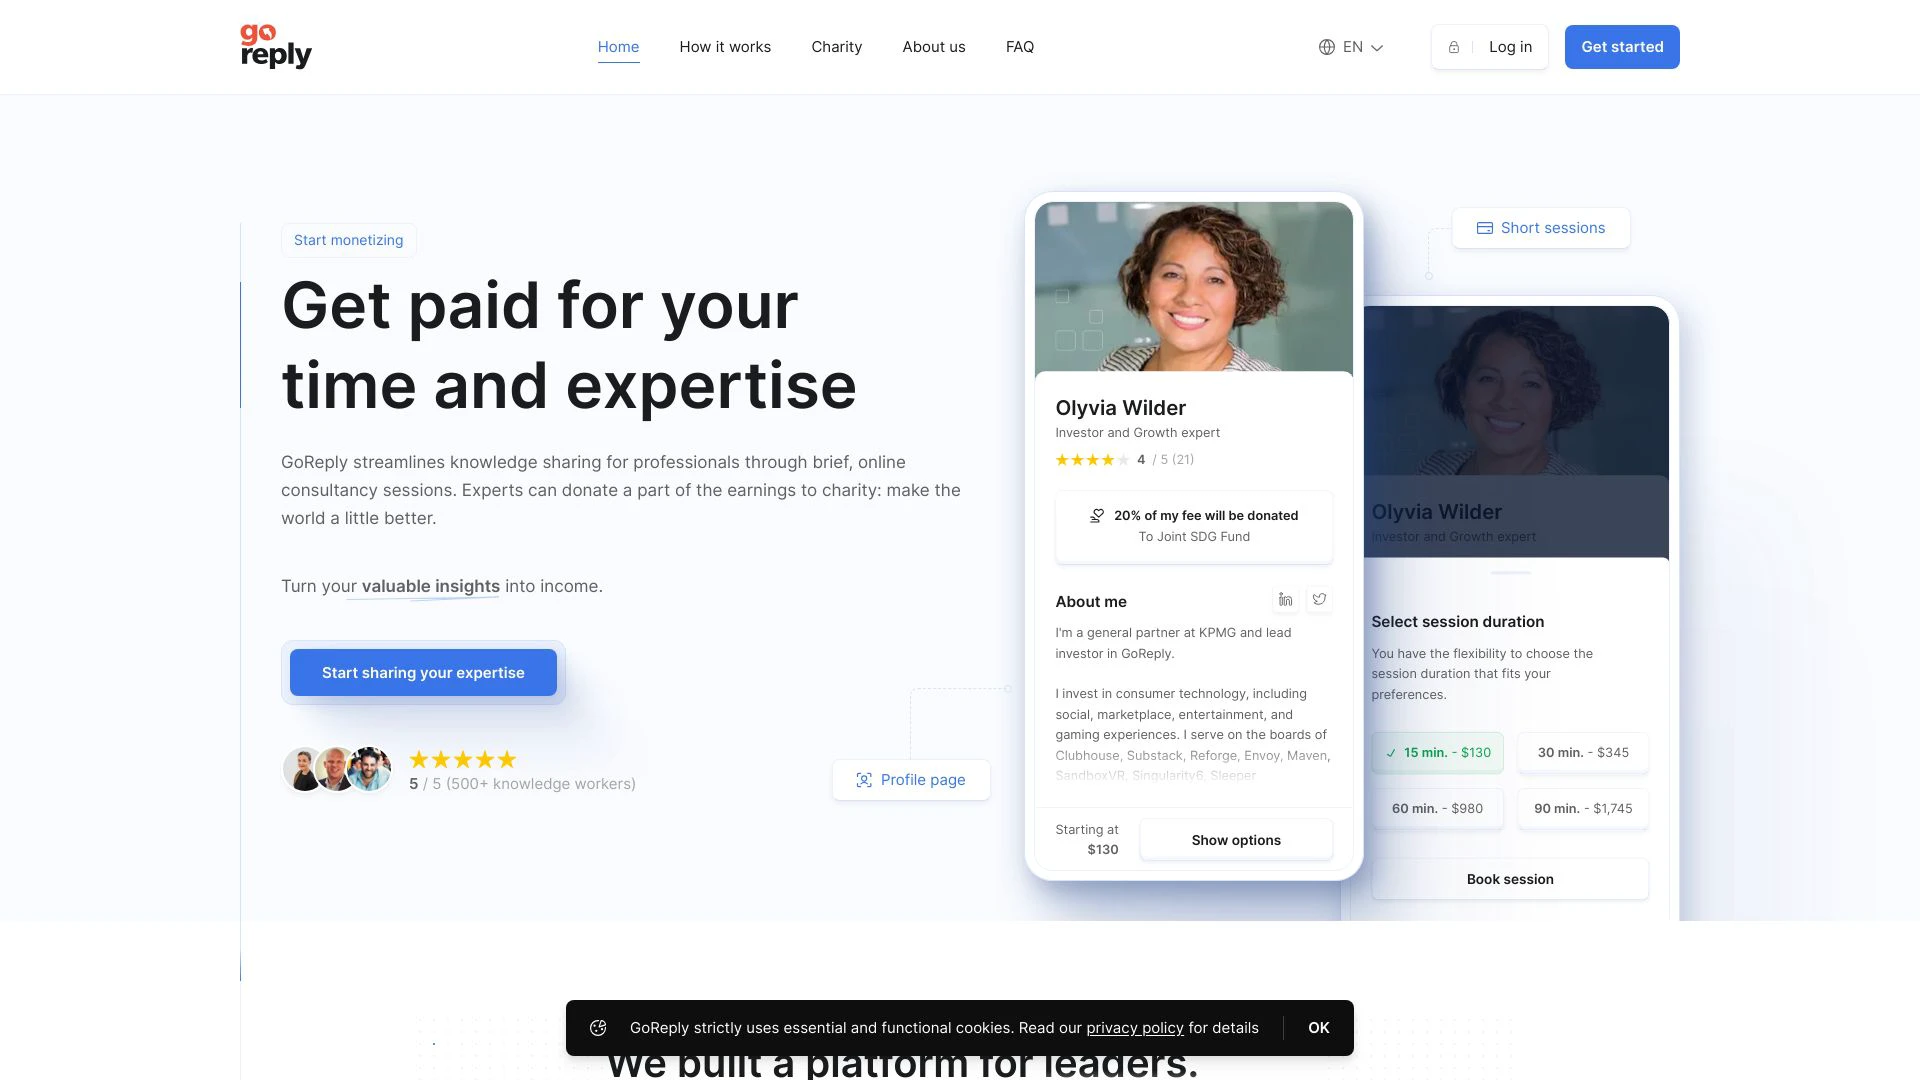 go
reply
Home
How it works
Charity
About us
FAQ
EN
Log in
Get started
Start monetizing
Get paid for your
time and expertise
GoReply streamlines knowledge sharing for professionals through brief, online
consultancy sessions. Experts can donate a part of the earnings to charity: make the
world a little better.
Turn your valuable insights into income.
Start sharing your expertise
5 / 5 (500+ knowledge workers)
Profile page
Short sessions
Olyvia Wilder
Investor and Growth expert
4 / 5 (21)
20% of my fee will be donated
To Joint SDG Fund
About me
I'm a general partner at KPMG and lead
investor in GoReply.
I invest in consumer technology, including
social, marketplace, entertainment, and
gaming experiences. I serve on the boards of
Clubhouse, Substack, Reforge, Envoy, Maven,
SandboxVR, Singularity6, Sleeper
Starting at
$130
Show options
Olyvia Wilder
Investor and Growth expert
Select session duration
You have the flexibility to choose the
session duration that fits your
preferences.
15 min. - $130
30 min. - $345
60 min. - $980
90 min. - $1,745
Book session
GoReply strictly uses essential and functional cookies. Read our privacy policy for details
OK
We built a platform for leaders.